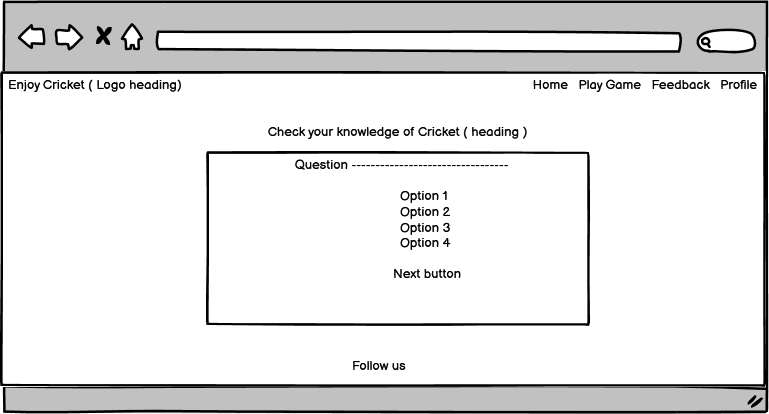 Enjoy Cricket ( Logo heading)
Home Play Game Feedback Profile
Check your knowledge of Cricket ( heading )
Question ---------------------------------
Option 1
Option 2
Option 3
Option 4
Next button
Follow us